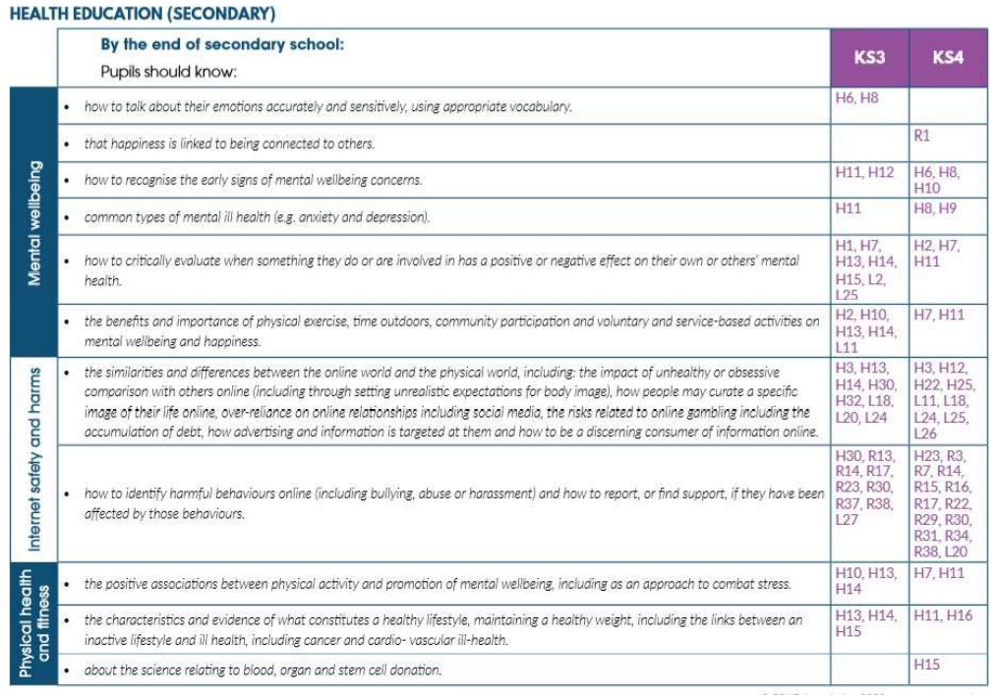 HEALTH EDUCATION (SECONDARY)
By the end of secondary school:
Pupils should know:
KS3
KS4
Mental wellbeing
• how to talk about their emotions accurately and sensitively, using appropriate vocabulary.
H6, H8
• that happiness is linked to being connected to others.
R1
• how to recognise the early signs of mental wellbeing concerns.
H11, H12
H6, H8,
H10
• common types of mental ill health (e.g. anxiety and depression).
H11
H8, H9
• how to critically evaluate when something they do or are involved in has a positive or negative effect on their own or others' mental
health.
H1, H7,
H13, H14,
H15, L2,
L25
H2, H7,
H11
• the benefits and importance of physical exercise, time outdoors, community participation and voluntary and service-based activities on
mental wellbeing and happiness.
H2, H10,
H13, H14,
L11
H7, H11
Internet safety and harms
• the similarities and differences between the online world and the physical world, including: the impact of unhealthy or obsessive
comparison with others online (including through setting unrealistic expectations for body image), how people may curate a specific
image of their life online, over-reliance on online relationships including social media, the risks related to online gambling including the
accumulation of debt, how advertising and information is targeted at them and how to be a discerning consumer of information online.
H3, H13,
H14, H30,
H32, L18,
L20, L24
H3, H12,
H22, H25,
L11, L18,
L24, L25,
L26
• how to identify harmful behaviours online (including bullying, abuse or harassment) and how to report, or find support, if they have been
affected by those behaviours.
H30, R13,
R14, R17,
R23, R30,
R37, R38,
L27
H23, R3,
R7, R14,
R15, R16,
R17, R22,
R29, R30,
R31, R34,
R38, L20
Physical health
and fitness
• the positive associations between physical activity and promotion of mental wellbeing, including as an approach to combat stress.
H10, H13,
H14
H7, H11
• the characteristics and evidence of what constitutes a healthy lifestyle, maintaining a healthy weight, including the links between an
inactive lifestyle and ill health, including cancer and cardio- vascular ill-health.
H13, H14,
H15
H11, H16
• about the science relating to blood, organ and stem cell donation.
H15